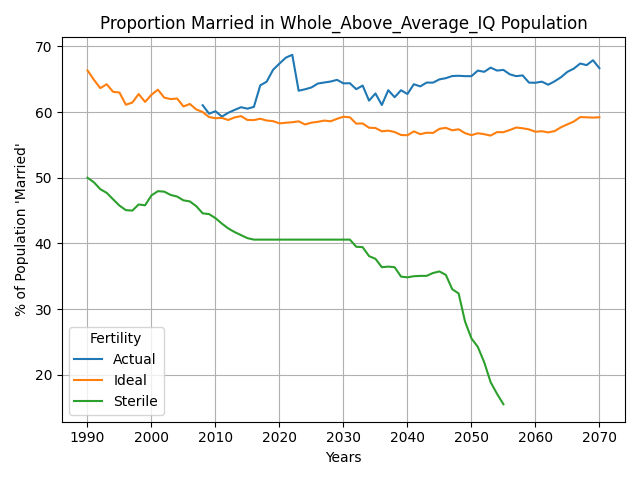 Proportion Married in Whole_Above_Average_IQ Population
% of Population 'Married'
70
60
50
40
30
20
Fertility
Actual
Ideal
Sterile
1990 2000 2010 2020 2030 2040 2050 2060 2070
Years